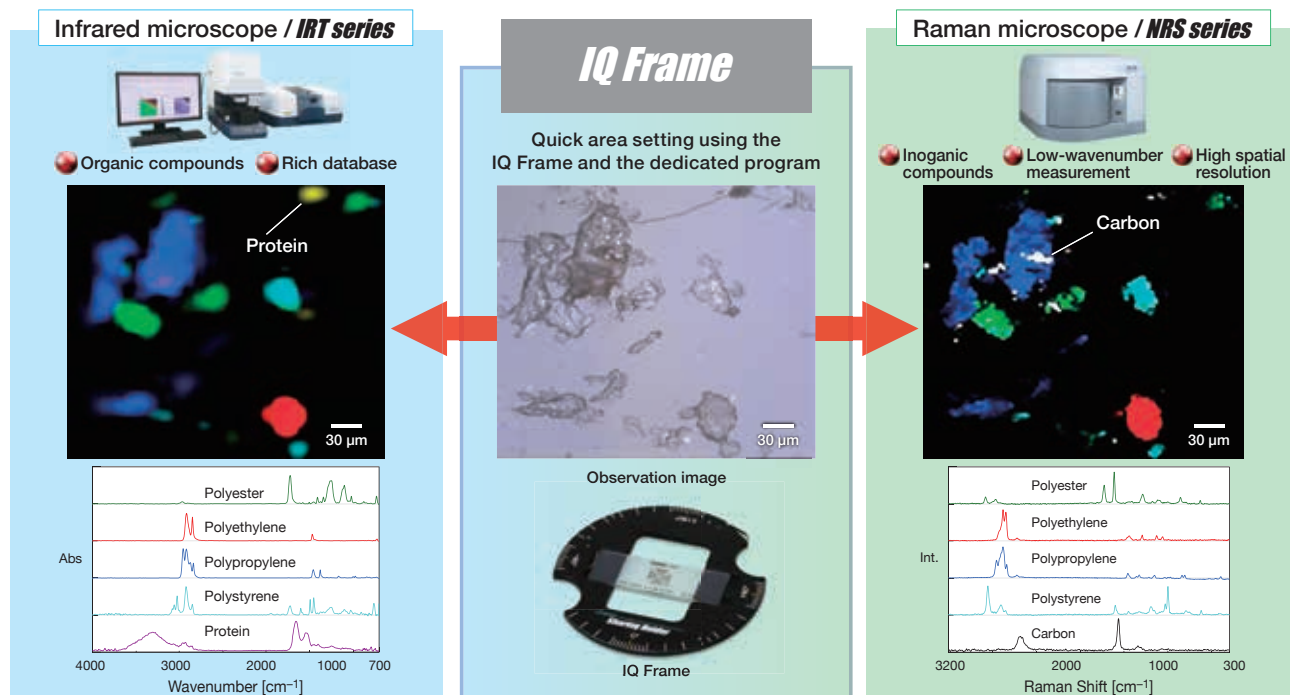 Infrared microscope / IRT series
Organic compounds
Rich database
Protein
30 µm
Polyester
Polyethylene
Polypropylene
Polystyrene
Protein
Abs
4000
3000
2000
1000
700
Wavenumber [cm⁻¹]
IQ Frame
Quick area setting using the
IQ Frame and the dedicated program
30 µm
Observation image
IQ Frame
Raman microscope / NRS series
Inoganic
compounds
Low-wavenumber
measurement
High spatial
resolution
Carbon
30 µm
Polyester
Polyethylene
Polypropylene
Polystyrene
Carbon
Int.
3200
2000
1000
300
Raman Shift [cm⁻¹]